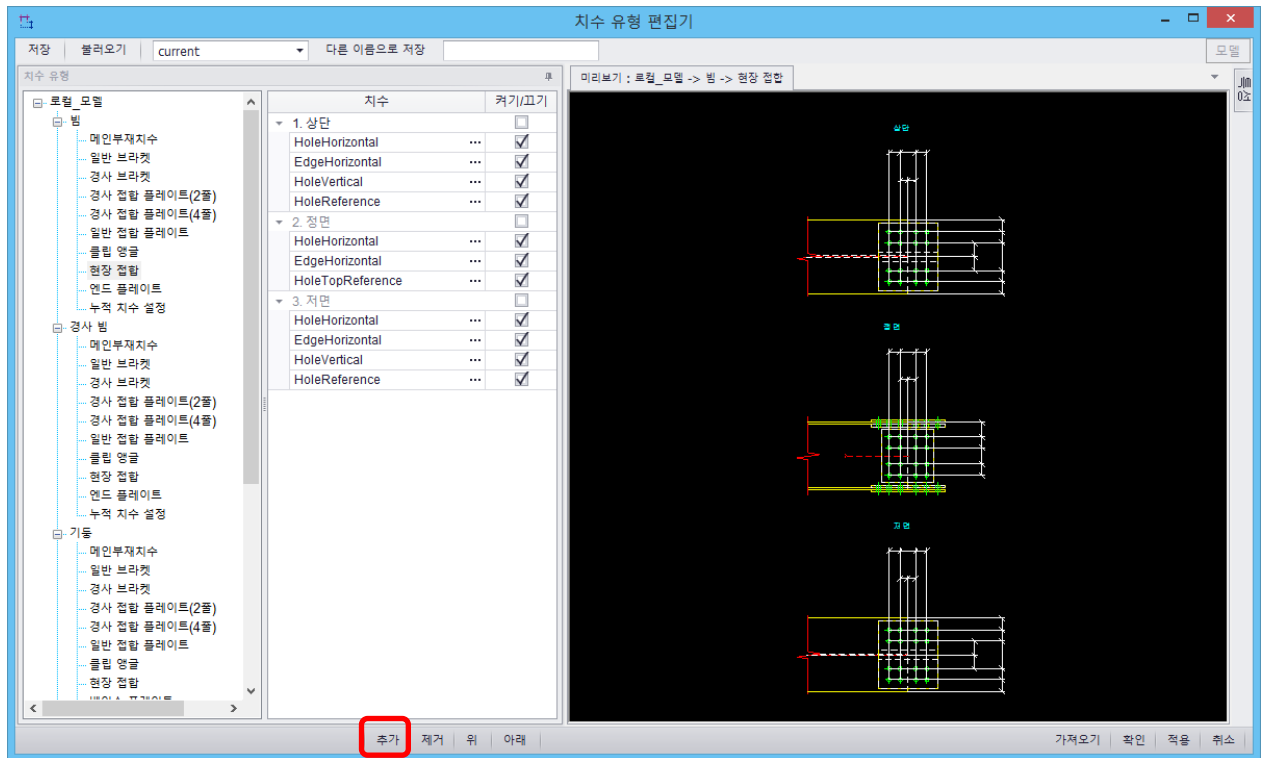 치수 유형 편집기
저장 불러오기 current 다른 이름으로 저장 모델
치수 유형
미리보기 : 로컬_모델 -> 빔 -> 현장 접합
특성
로컬_모델
빔
메인부재치수
일반 브라켓
경사 브라켓
경사 접합 플레이트(2쭐)
경사 접합 플레이트(4쭐)
일반 접합 플레이트
클립 앵글
현장 접합
엔드 플레이트
누적 치수 설정
경사 빔
메인부재치수
일반 브라켓
경사 브라켓
경사 접합 플레이트(2쭐)
경사 접합 플레이트(4쭐)
일반 접합 플레이트
클립 앵글
현장 접합
엔드 플레이트
누적 치수 설정
기둥
메인부재치수
일반 브라켓
경사 브라켓
경사 접합 플레이트(2쭐)
경사 접합 플레이트(4쭐)
일반 접합 플레이트
클립 앵글
현장 접합
치수 켜기/끄기
1. 상단
HoleHorizontal ...
EdgeHorizontal ...
HoleVertical ...
HoleReference ...
2. 정면
HoleHorizontal ...
EdgeHorizontal ...
HoleTopReference ...
3. 저면
HoleHorizontal ...
EdgeHorizontal ...
HoleVertical ...
HoleReference ...
상단
저면
추가 제거 위 아래
가져오기 확인 적용 취소